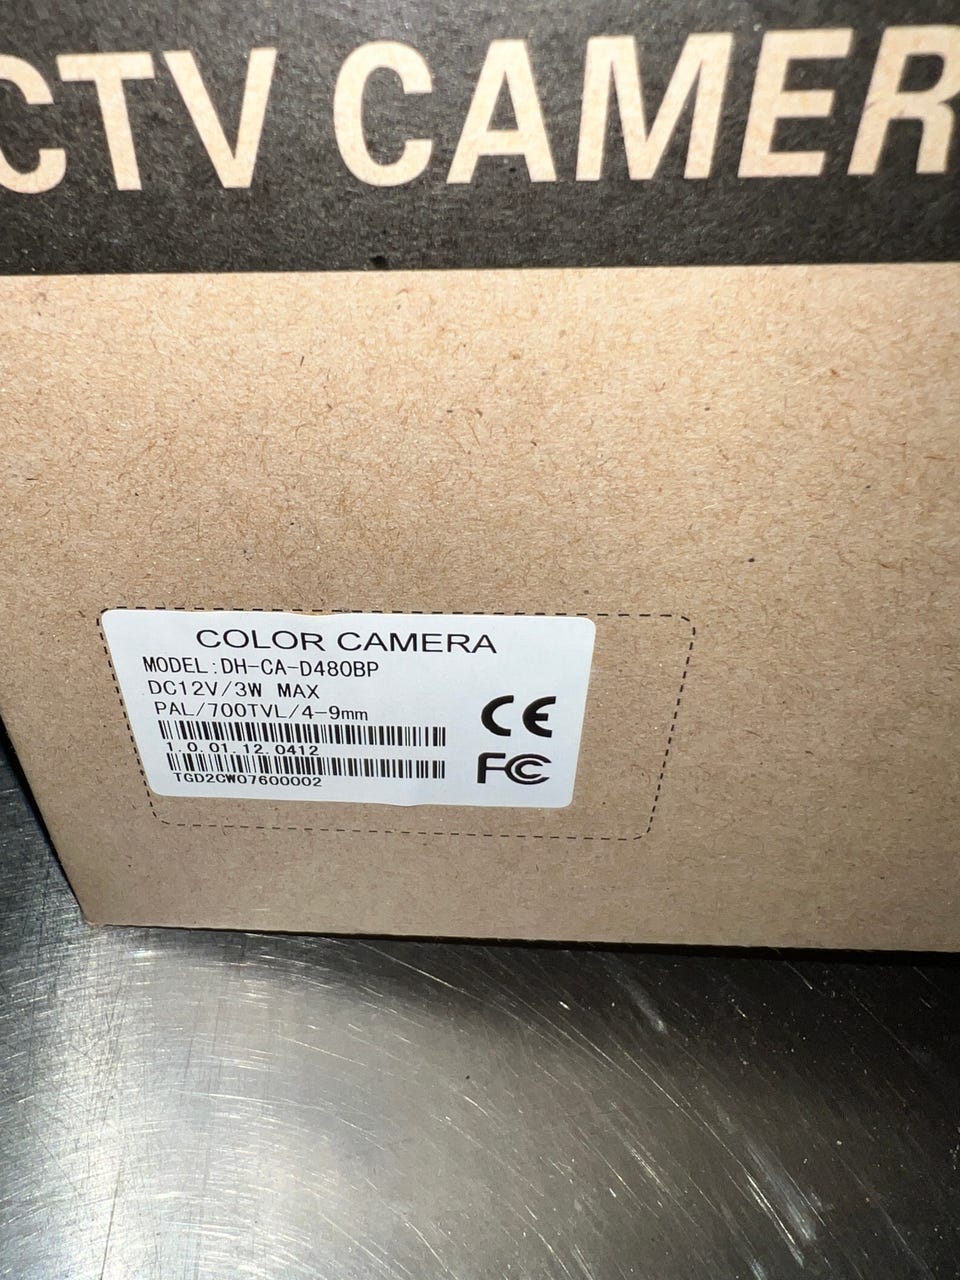 CTV CAMER
COLOR CAMERA
MODEL:DH-CA-D480BP
DC12V/3W MAX
PAL/700TVL/4-9mm
1.0.01.12.0412
TGD2CW07600002
CE
FC